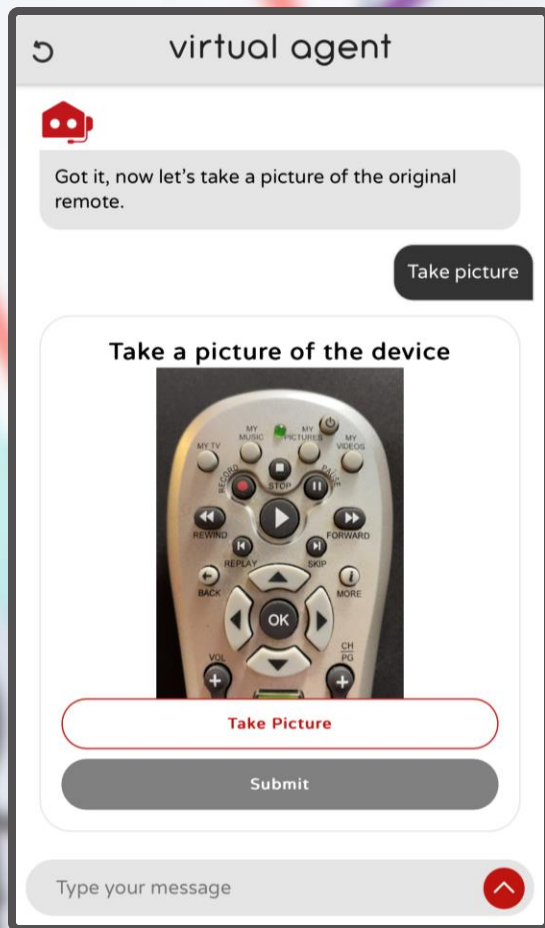 virtual agent
Got it, now let's take a picture of the original
remote.
Take picture
Take a picture of the device
MY TV
MY
MUSIC
MY
PICTURES
MY
VIDEOS
RECORD
STOP
PAUSE
REWIND
FORWARD
REPLAY
SKIP
BACK
i
MORE
OK
VOL
+
CH
PG
+
Take Picture
Submit
Type your message